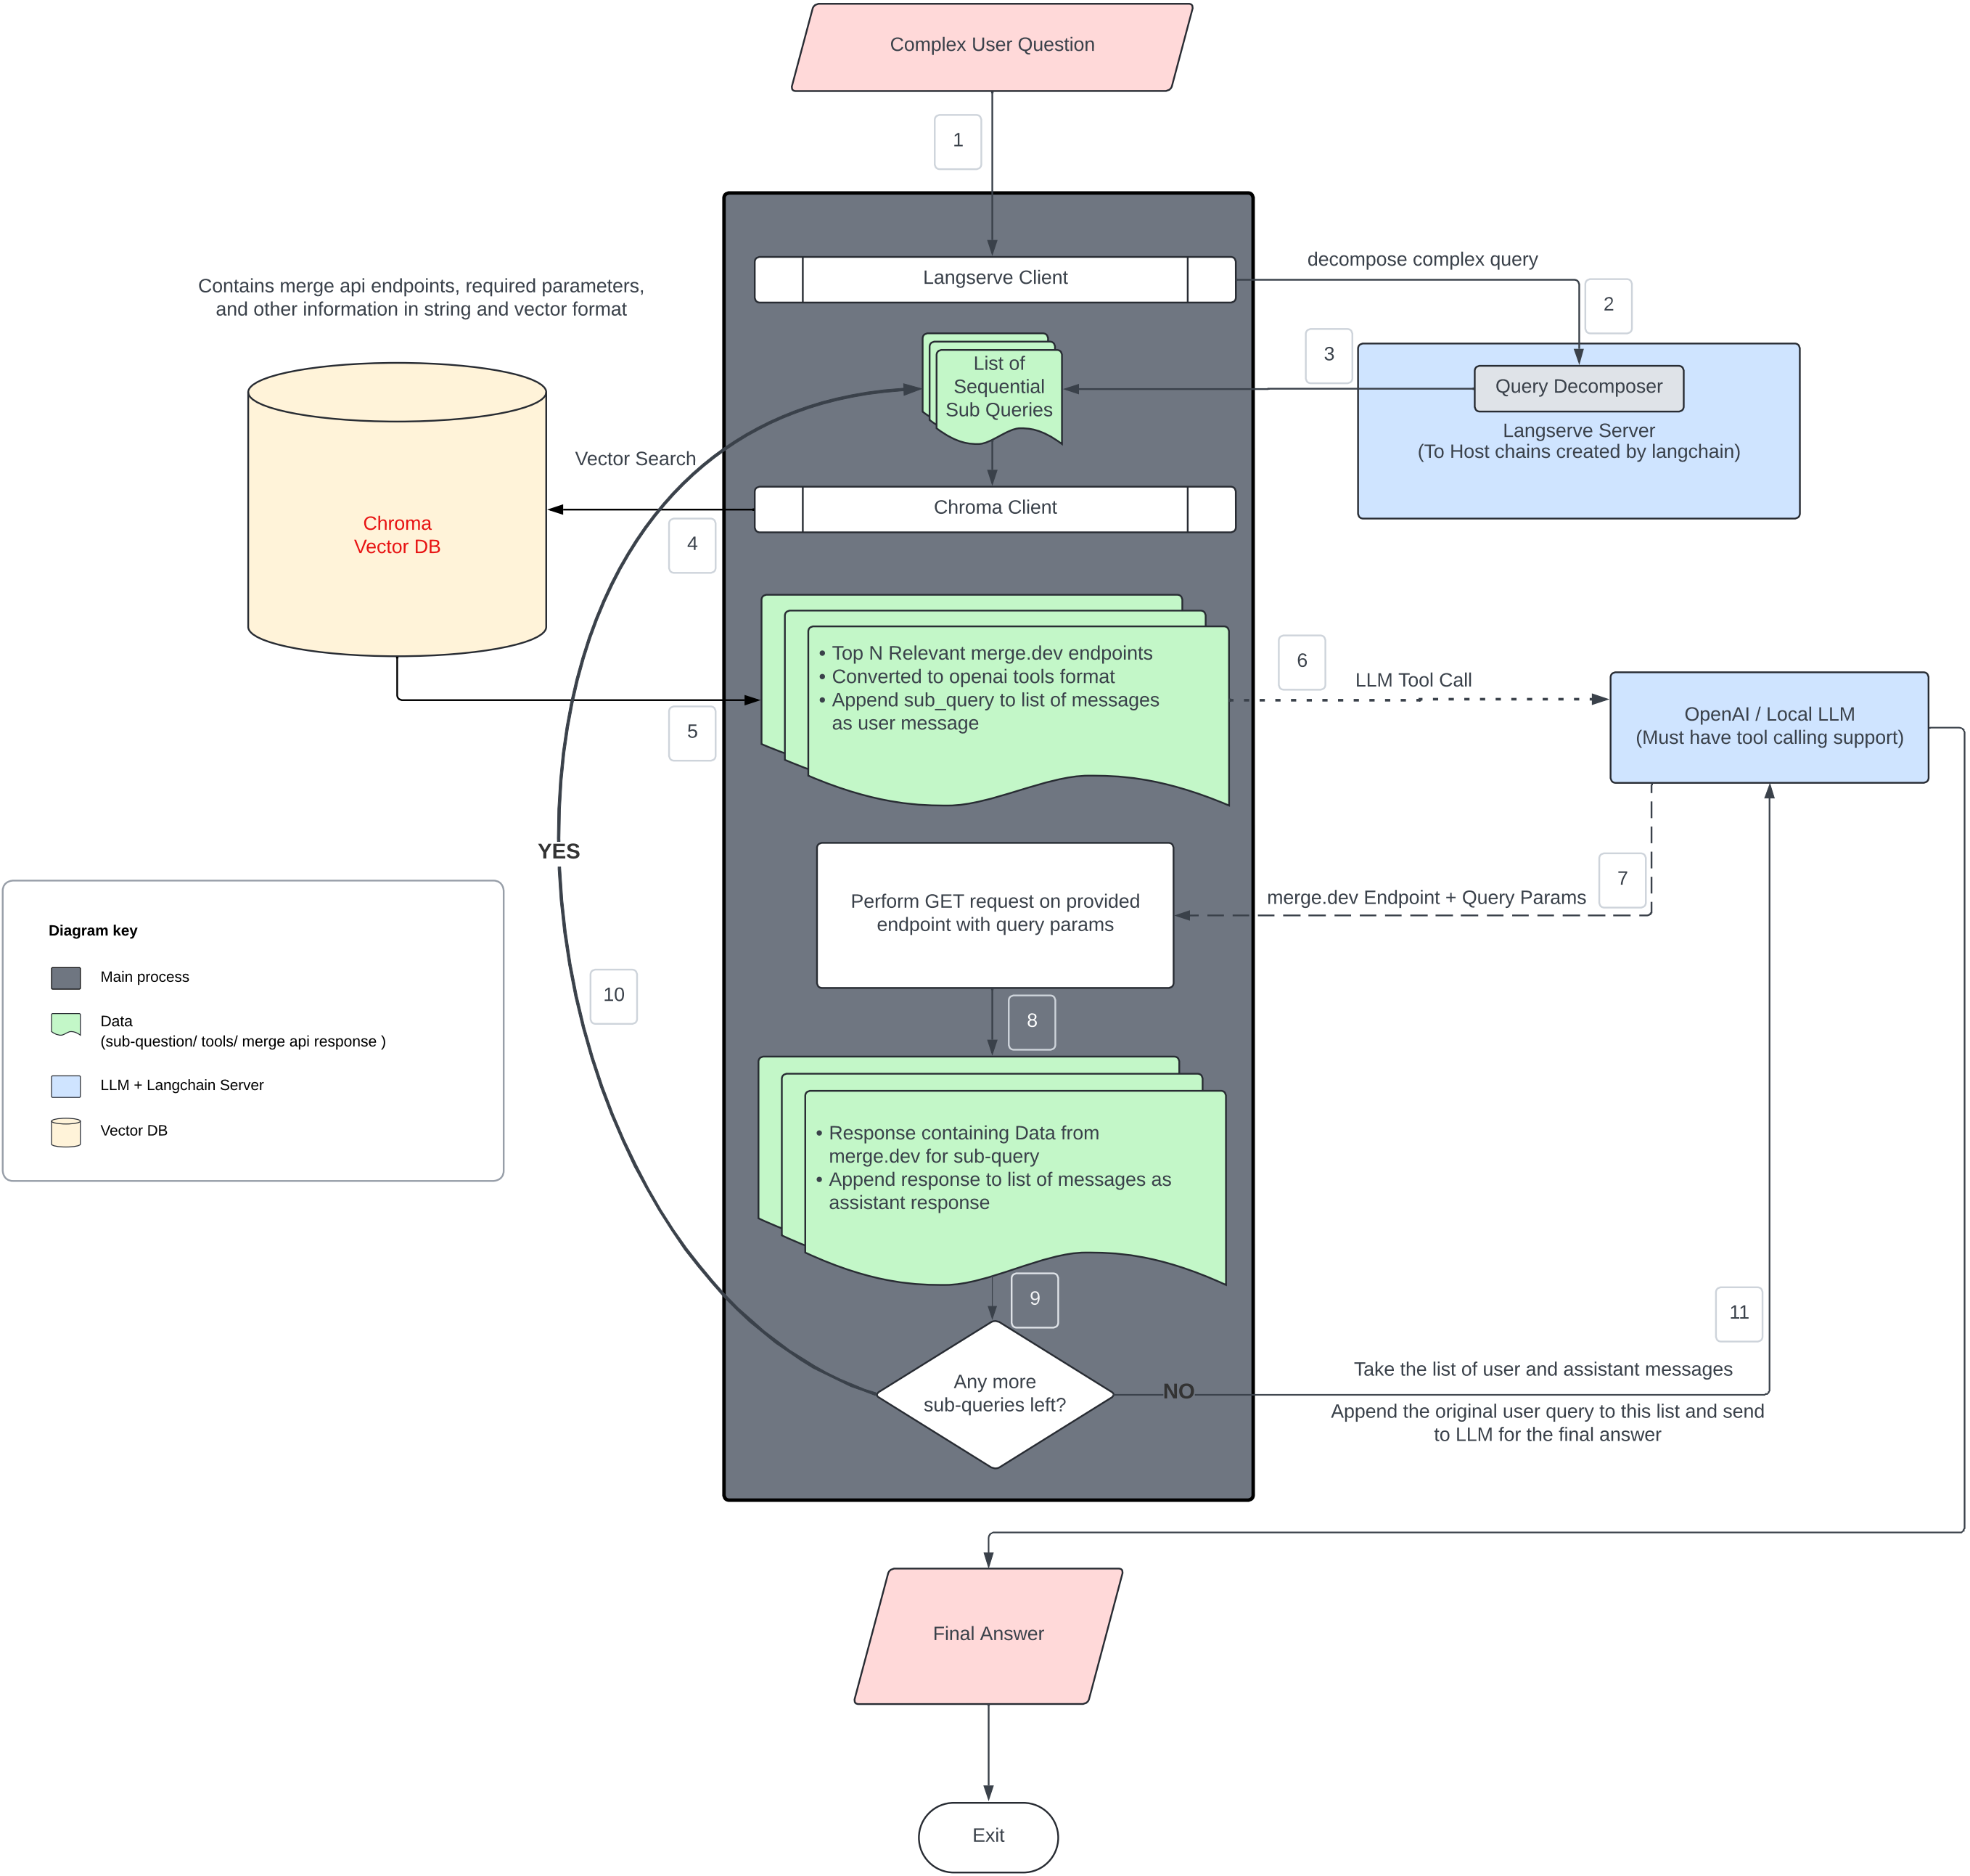 Complex User Question
1
Langserve Client
decompose complex query
2
3
Query Decomposer
Langserve Server
(To Host chains created by langchain)
List of
Sequential
Sub Queries
Contains merge api endpoints, required parameters,
and other information in string and vector format
Vector Search
Chroma Client
Chroma
Vector DB
4
5
• Top N Relevant merge.dev endpoints
• Converted to openai tools format
• Append sub_query to list of messages
as user message
6
LLM Tool Call
OpenAI / Local LLM
(Must have tool calling support)
YES
7
merge.dev Endpoint + Query Params
Perform GET request on provided
endpoint with query params
Diagram key
Main process
Data
(sub-question/ tools/ merge api response )
LLM + Langchain Server
Vector DB
10
8
• Response containing Data from
merge.dev for sub-query
• Append response to list of messages as
assistant response
9
Any more
sub-queries left?
NO
11
Take the list of user and assistant messages
Append the original user query to this list and send
to LLM for the final answer
Final Answer
Exit